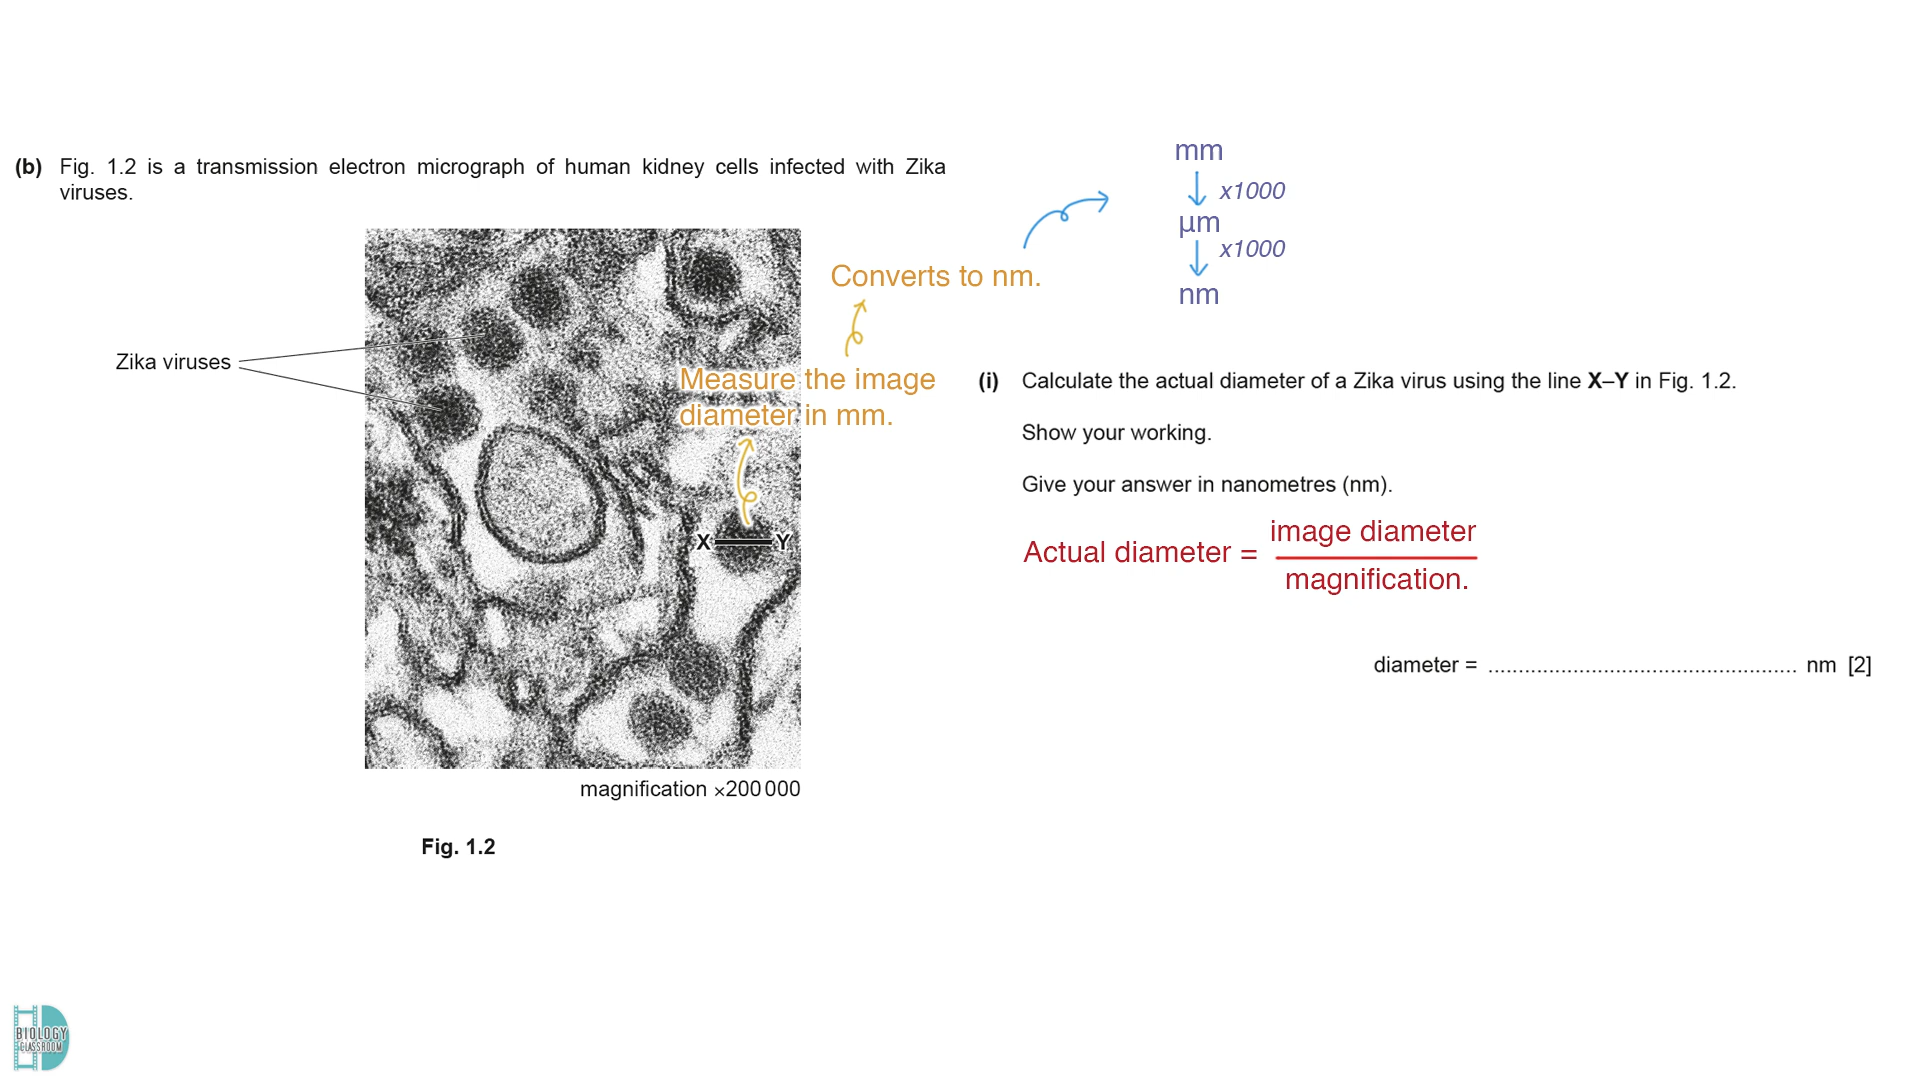 (b) Fig. 1.2 is a transmission electron micrograph of human kidney cells infected with Zika
viruses.
mm
x1000
µm
x1000
nm
Converts to nm.
Zika viruses
Measure the image
diameter in mm.
X Y
magnification ×200 000
Fig. 1.2
(i) Calculate the actual diameter of a Zika virus using the line X–Y in Fig. 1.2.
Show your working.
Give your answer in nanometres (nm).
Actual diameter = image diameter
magnification.
diameter = .................................................... nm [2]
BIOLOGY
CLASSROOM